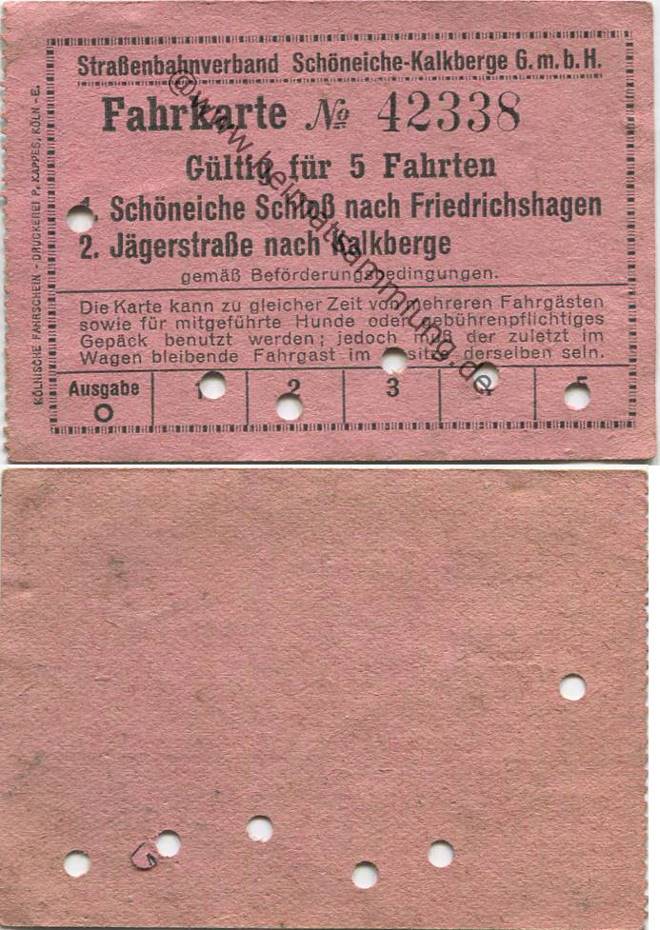 Straßenbahnverband Schöneiche-Kalkberge G.m.b.H.
Fahrkarte № 42338
Gültig für 5 Fahrten
1. Schöneiche Schloß nach Friedrichshagen
2. Jägerstraße nach Kalkberge
gemäß Beförderungsbedingungen.
Die Karte kann zu gleicher Zeit von mehreren Fahrgästen
sowie für mitgeführte Hunde oder gebührenpflichtiges
Gepäck benutzt werden; jedoch muß der zuletzt im
Wagen bleibende Fahrgast im Besitz derselben sein.
Ausgabe 1 2 3 4 5
O
KÖLNISCHE FAHRSCHEIN - DRUCKEREI P. KAPPES, KÖLN - E.
@www.heimatsammlung.de